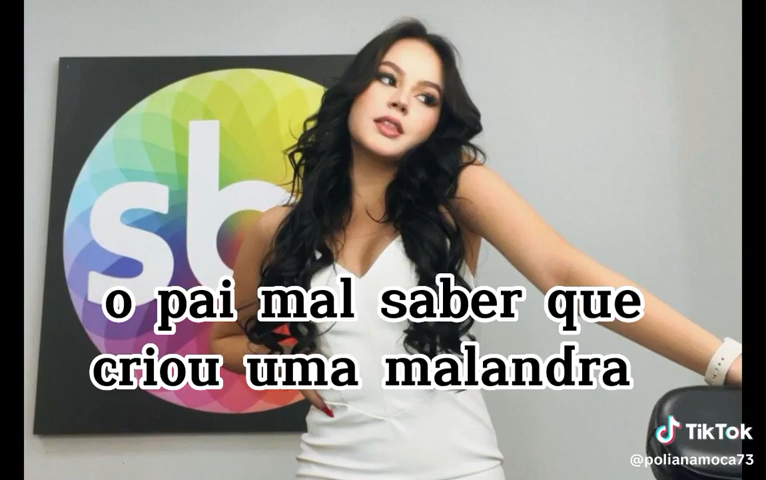 sb
o pai mal saber que
criou uma malandra
TikTok
@polianamoca73